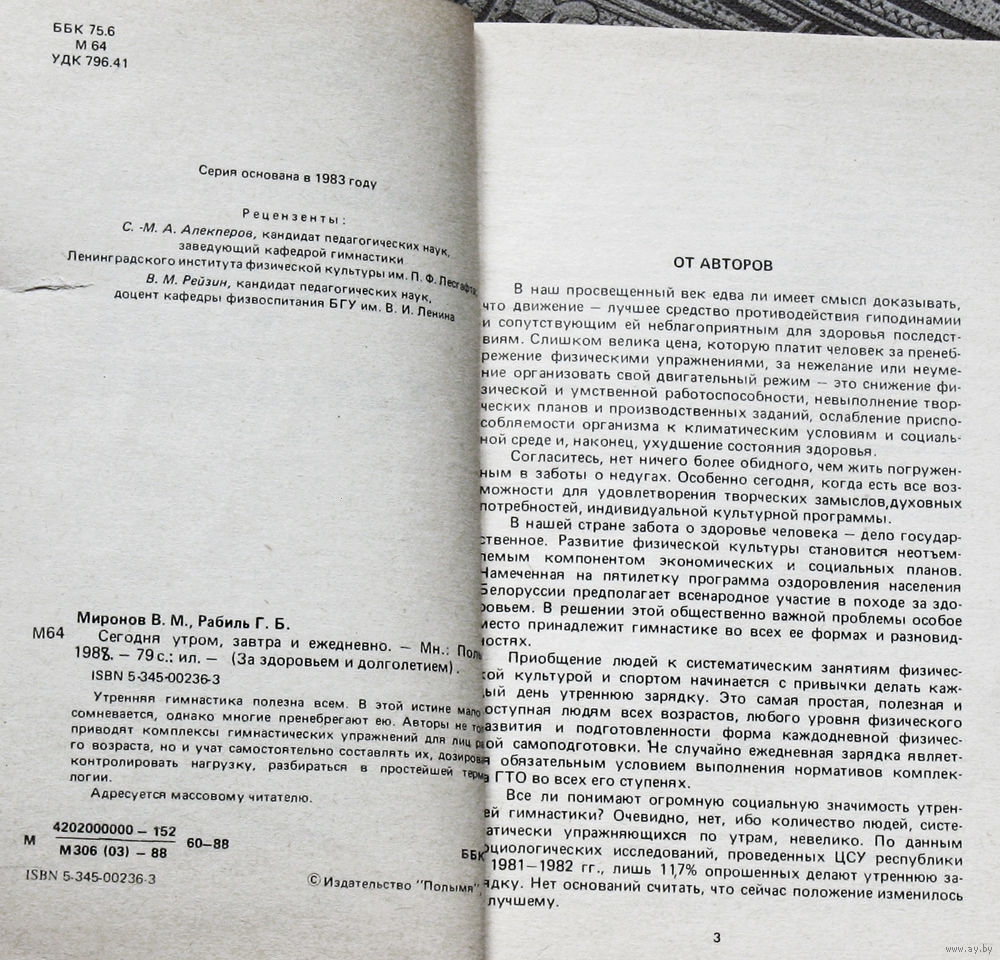 ББК 75.6
М 64
УДК 796.41
Серия основана в 1983 году
Рецензенты:
С. -М. А. Алекперов, кандидат педагогических наук,
заведующий кафедрой гимнастики
Ленинградского института физической культуры им. П. Ф. Лесгафта;
В. М. Рейзин, кандидат педагогических наук,
доцент кафедры физвоспитания БГУ им. В. И. Ленина
Миронов В. М., Рабиль Г. Б.
М64 Сегодня утром, завтра и ежедневно. – Мн.: Полы
1988. – 79 с.: ил. – (За здоровьем и долголетием).
ISBN 5-345-00236-3
Утренняя гимнастика полезна всем. В этой истине мало
сомневается, однако многие пренебрегают ею. Авторы не то
приводят комплексы гимнастических упражнений для лиц
го возраста, но и учат самостоятельно составлять их, дозиров
контролировать нагрузку, разбираться в простейшей терм
логии.
Адресуется массовому читателю.
М 4202000000 – 152 60–88
М306 (03) – 88
ББК
ISBN 5-345-00236-3
© Издательство "Полымя",
ОТ АВТОРОВ
В наш просвещенный век едва ли имеет смысл доказывать,
что движение – лучшее средство противодействия гиподинамии
и сопутствующим ей неблагоприятным для здоровья последст-
виям. Слишком велика цена, которую платит человек за пренеб-
режение физическими упражнениями, за нежелание или неуме-
ние организовать свой двигательный режим – это снижение фи-
зической и умственной работоспособности, невыполнение твор-
ческих планов и производственных заданий, ослабление приспо-
собляемости организма к климатическим условиям и социаль-
ной среде и, наконец, ухудшение состояния здоровья.
Согласитесь, нет ничего более обидного, чем жить погружен-
ным в заботы о недугах. Особенно сегодня, когда есть все воз-
можности для удовлетворения творческих замыслов,духовных
потребностей, индивидуальной культурной программы.
В нашей стране забота о здоровье человека – дело государ-
ственное. Развитие физической культуры становится неотъем-
лемым компонентом экономических и социальных планов.
Намеченная на пятилетку программа оздоровления населения
Белоруссии предполагает всенародное участие в походе за здо-
ровьем. В решении этой общественно важной проблемы особое
место принадлежит гимнастике во всех ее формах и разновид-
ностях.
Приобщение людей к систематическим занятиям физичес-
кой культурой и спортом начинается с привычки делать каж-
дый день утреннюю зарядку. Это самая простая, полезная и
доступная людям всех возрастов, любого уровня физического
азвития и подготовленности форма каждодневной физичес-
кой самоподготовки. Не случайно ежедневная зарядка являет-
я обязательным условием выполнения нормативов комплек-
а ГТО во всех его ступенях.
Все ли понимают огромную социальную значимость утрен-
ей гимнастики? Очевидно, нет, ибо количество людей, систе-
атически упражняющихся по утрам, невелико. По данным
оциологических исследований, проведенных ЦСУ республики
1981–1982 гг., лишь 11,7% опрошенных делают утреннюю за-
ядку. Нет оснований считать, что сейчас положение изменилось
лучшему.
3
www.ay.by